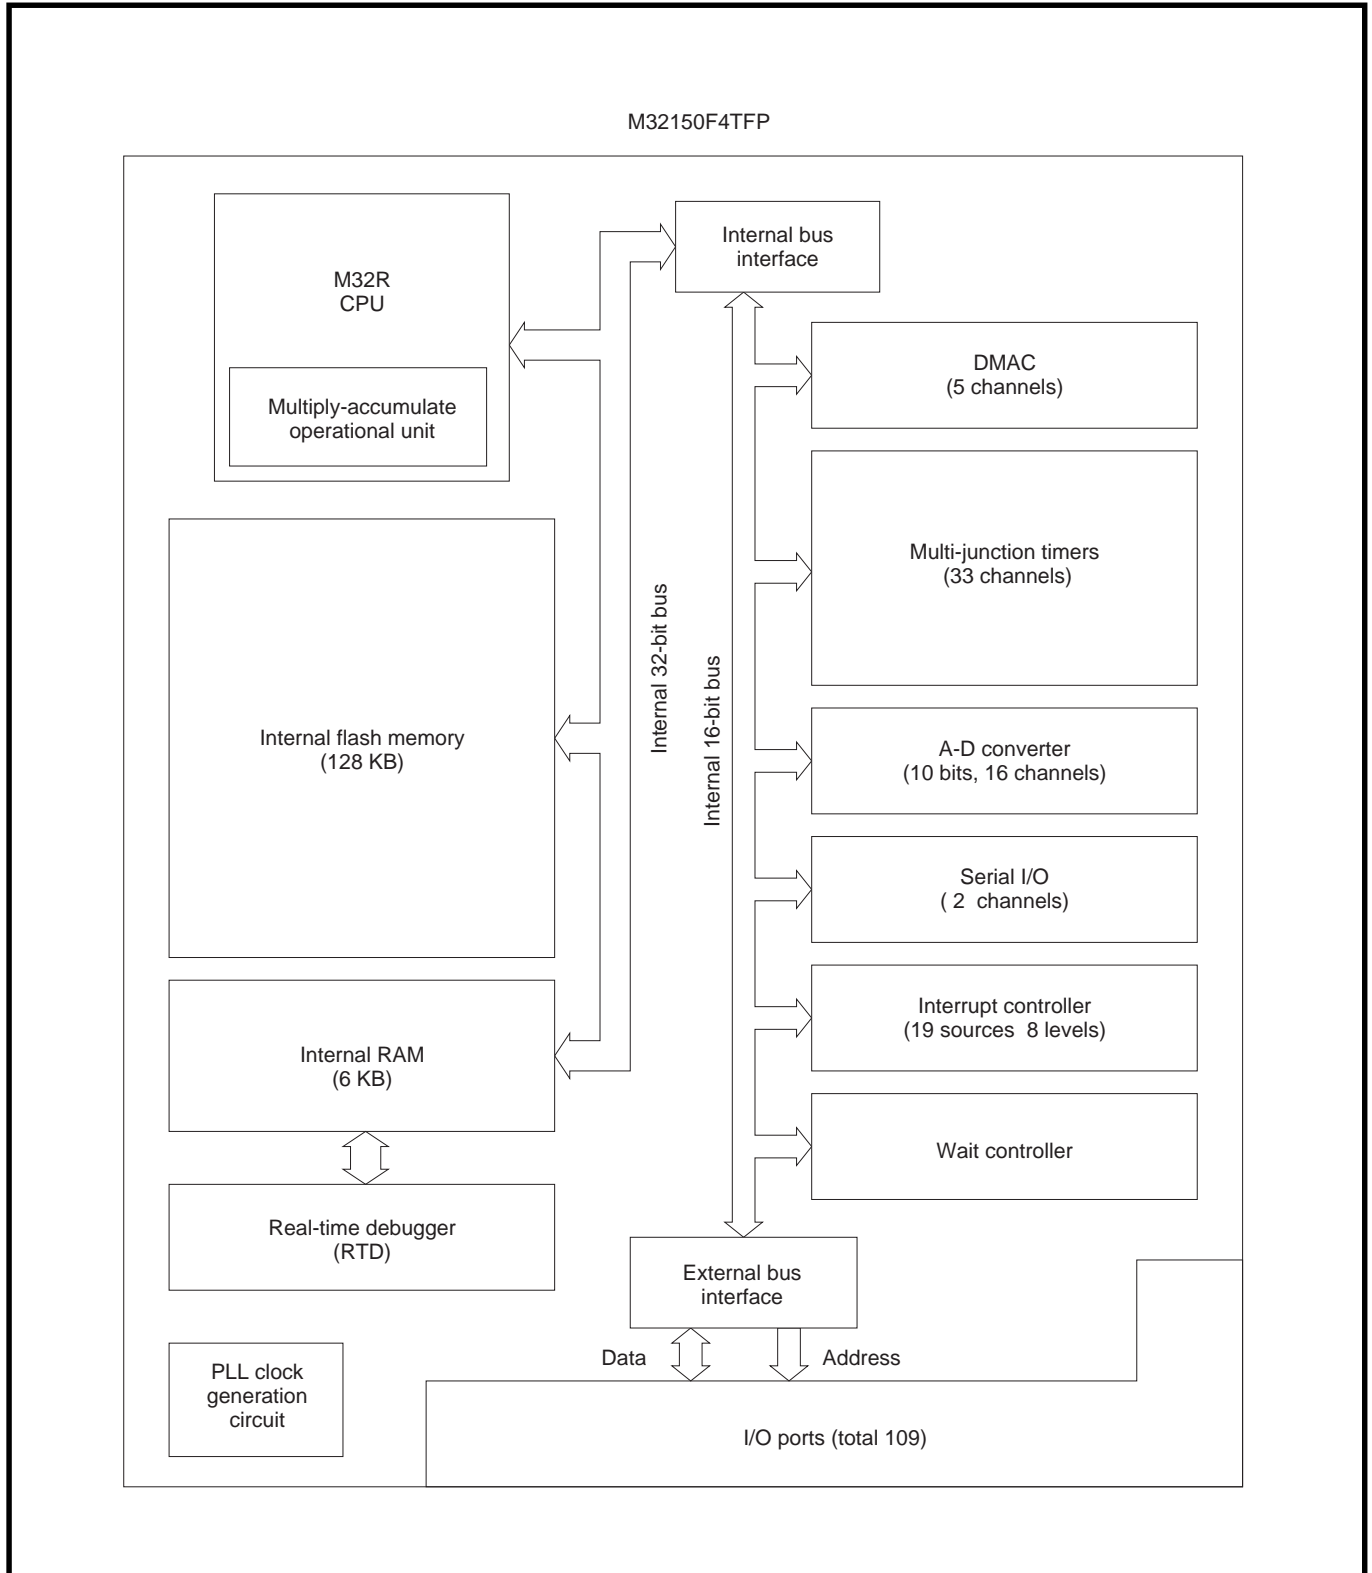 M32150F4TFP
M32R
CPU
Multiply-accumulate
operational unit
Internal flash memory
(128 KB)
Internal RAM
(6 KB)
Real-time debugger
(RTD)
PLL clock
generation
circuit
Internal 32-bit bus
Internal 16-bit bus
Internal bus
interface
DMAC
(5 channels)
Multi-junction timers
(33 channels)
A-D converter
(10 bits, 16 channels)
Serial I/O
( 2  channels)
Interrupt controller
(19 sources  8 levels)
Wait controller
External bus
interface
Data
Address
I/O ports (total 109)